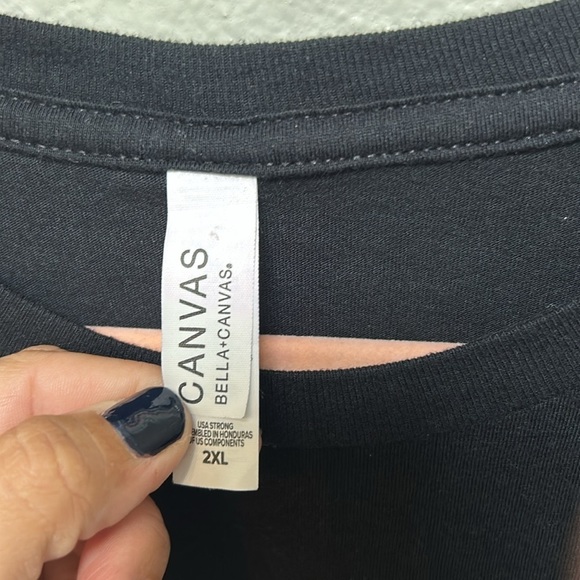 CANVAS
BELLA+CANVAS®
USA STRONG
IN HONDURAS
US COMPONENTS
2XL